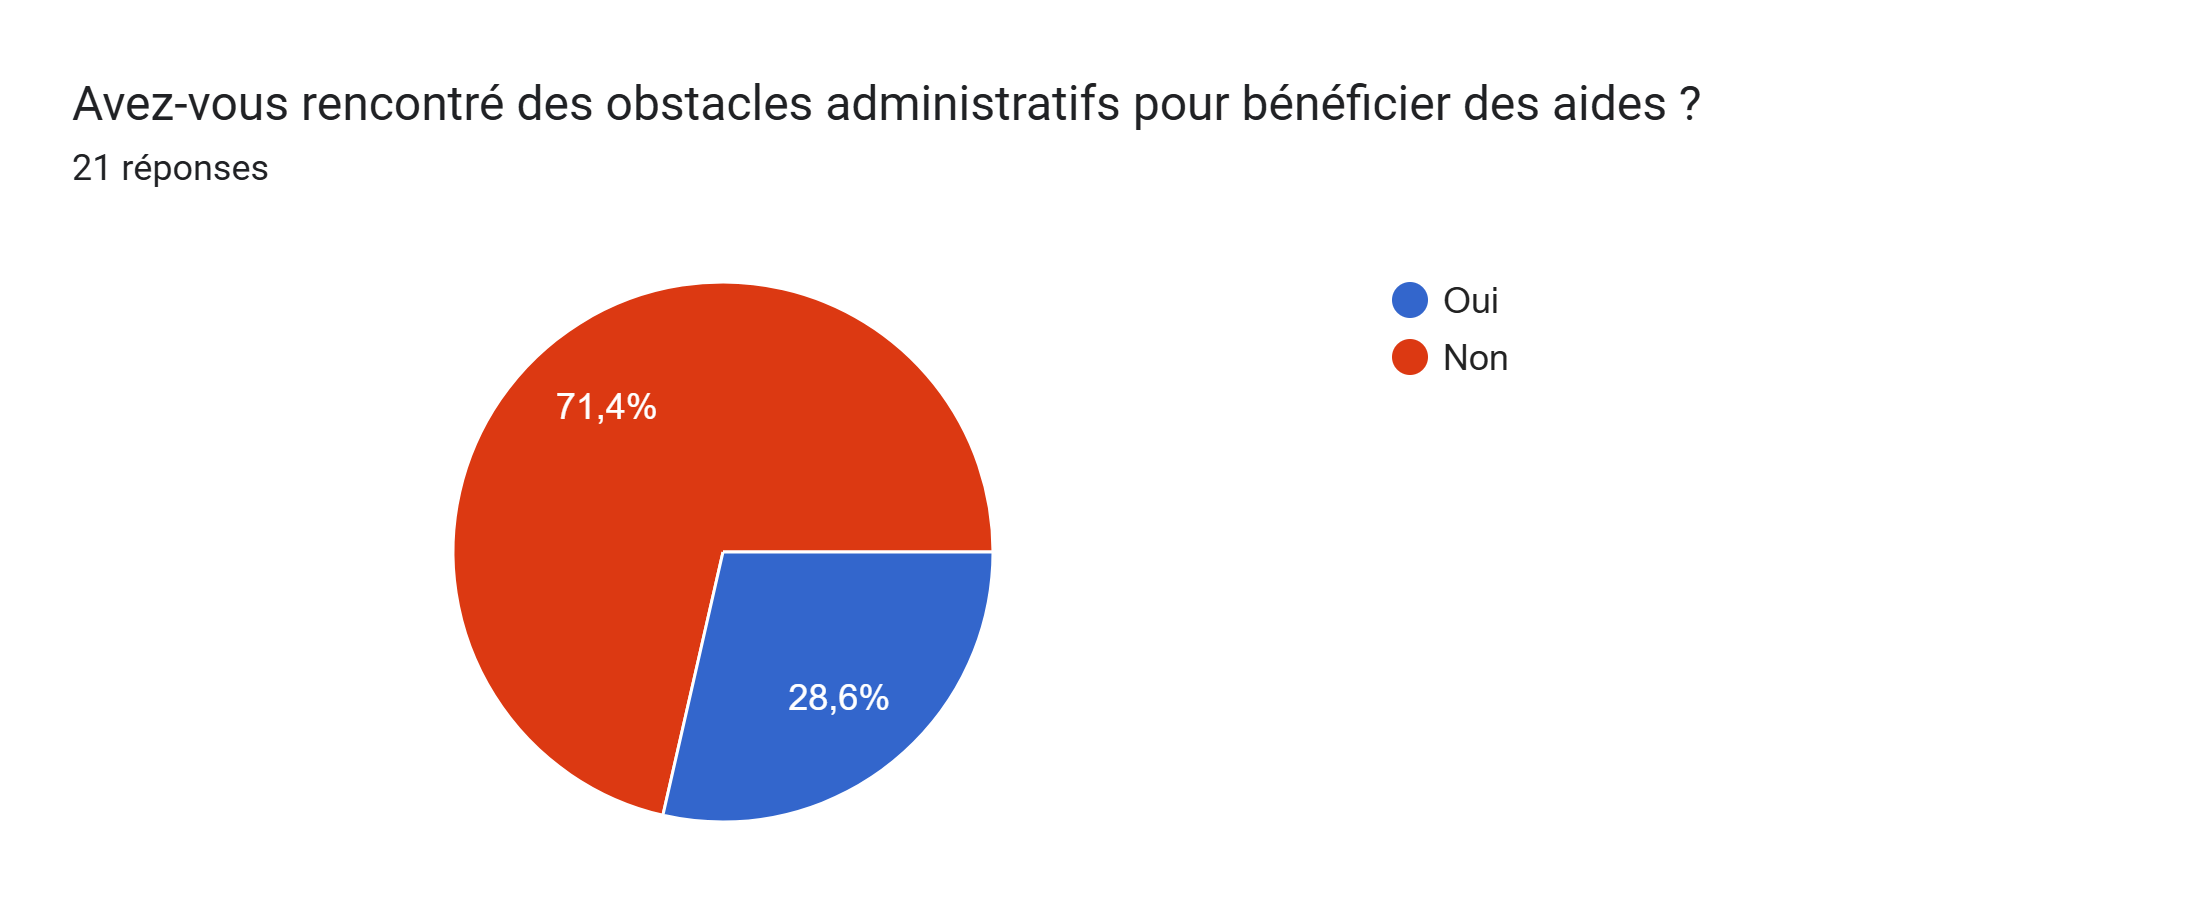 Avez-vous rencontré des obstacles administratifs pour bénéficier des aides ?
21 réponses
Oui
Non
71,4%
28,6%